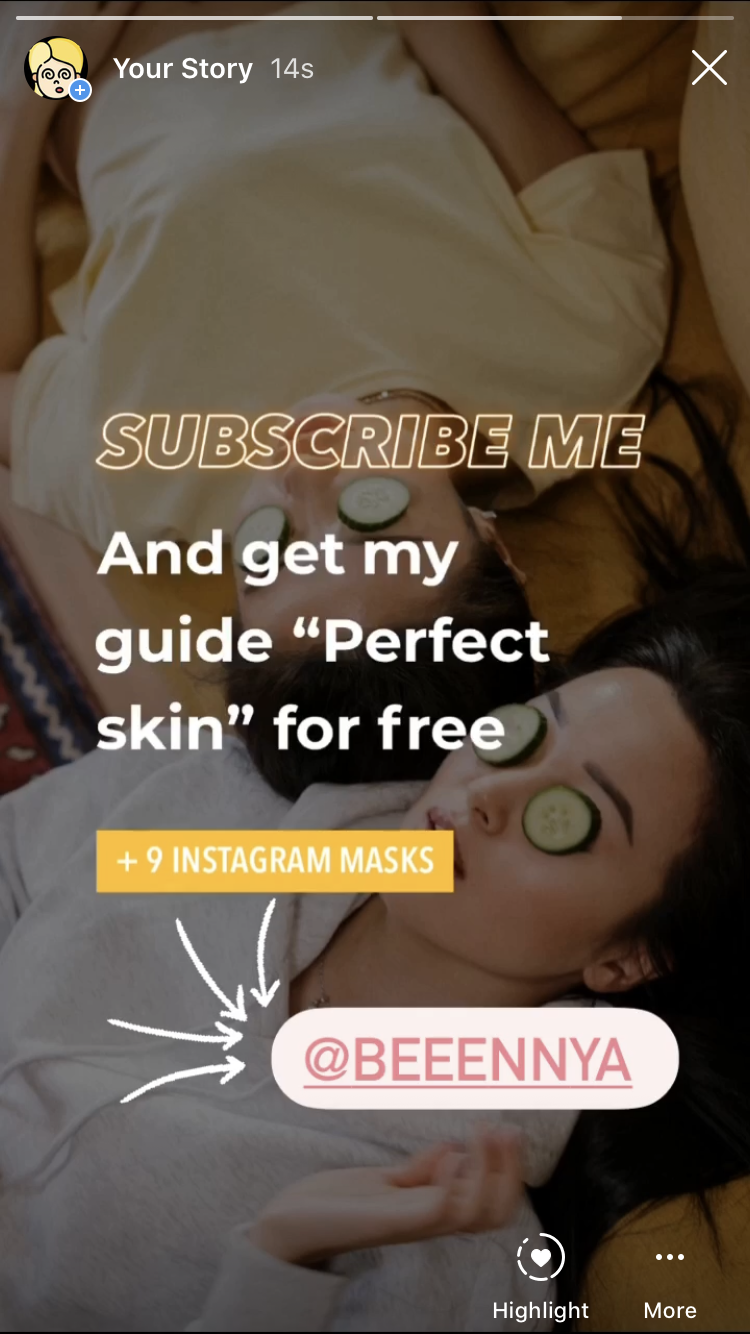 Your Story 14s
SUBSCRIBE ME
And get my
guide “Perfect
skin” for free
+ 9 INSTAGRAM MASKS
@BEEENNYA
Highlight More